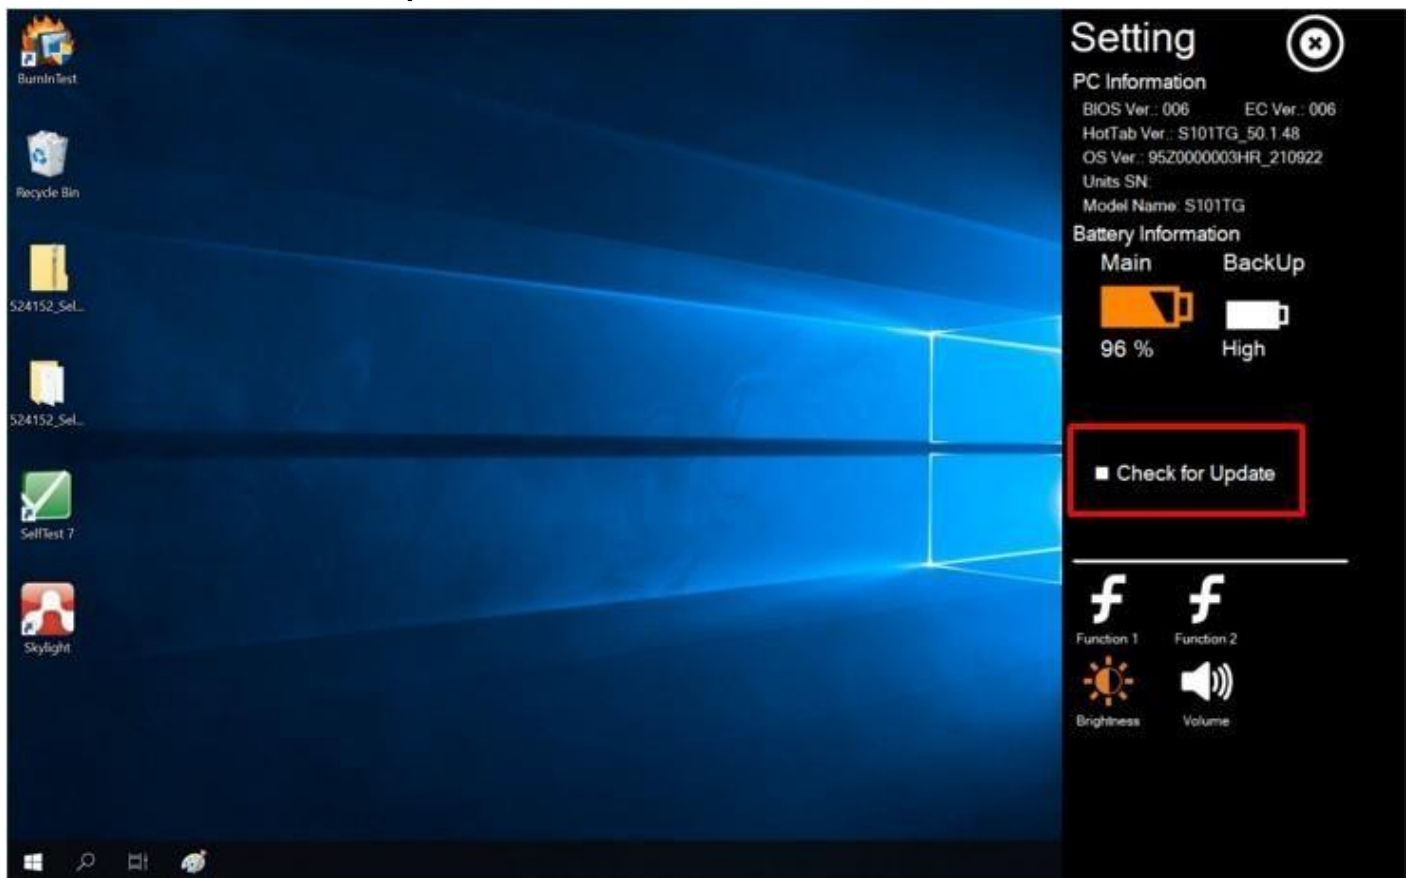 BurnInTest
Recycle Bin
524152_Sel...
524152_Sel...
SelfTest 7
Skylight
Setting
PC Information
BIOS Ver.: 006 EC Ver.: 006
HotTab Ver.: S101TG_50.1.48
OS Ver.: 95Z0000003HR_210922
Units SN:
Model Name: S101TG
Battery Information
Main BackUp
96 % High
Check for Update
Function 1 Function 2
Brightness Volume